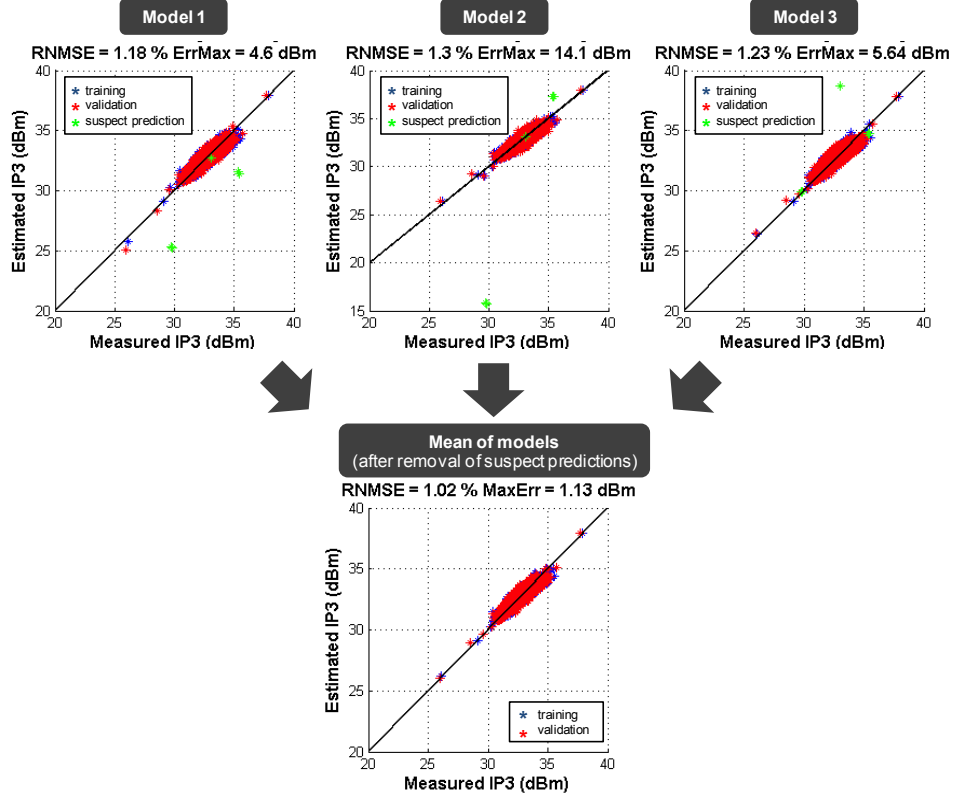 Model 1
RNMSE = 1.18 % ErrMax = 4.6 dBm
40
35
30
25
20
20
25
30
35
40
Estimated IP3 (dBm)
Measured IP3 (dBm)
* training
* validation
* suspect prediction
Model 2
RNMSE = 1.3 % ErrMax = 14.1 dBm
40
35
30
25
20
15
20
25
30
35
40
Estimated IP3 (dBm)
Measured IP3 (dBm)
* training
* validation
* suspect prediction
Model 3
RNMSE = 1.23 % ErrMax = 5.64 dBm
40
35
30
25
20
20
25
30
35
40
Estimated IP3 (dBm)
Measured IP3 (dBm)
* training
* validation
* suspect prediction
Mean of models
(after removal of suspect predictions)
RNMSE = 1.02 % MaxErr = 1.13 dBm
40
35
30
25
20
20
25
30
35
40
Estimated IP3 (dBm)
Measured IP3 (dBm)
* training
* validation